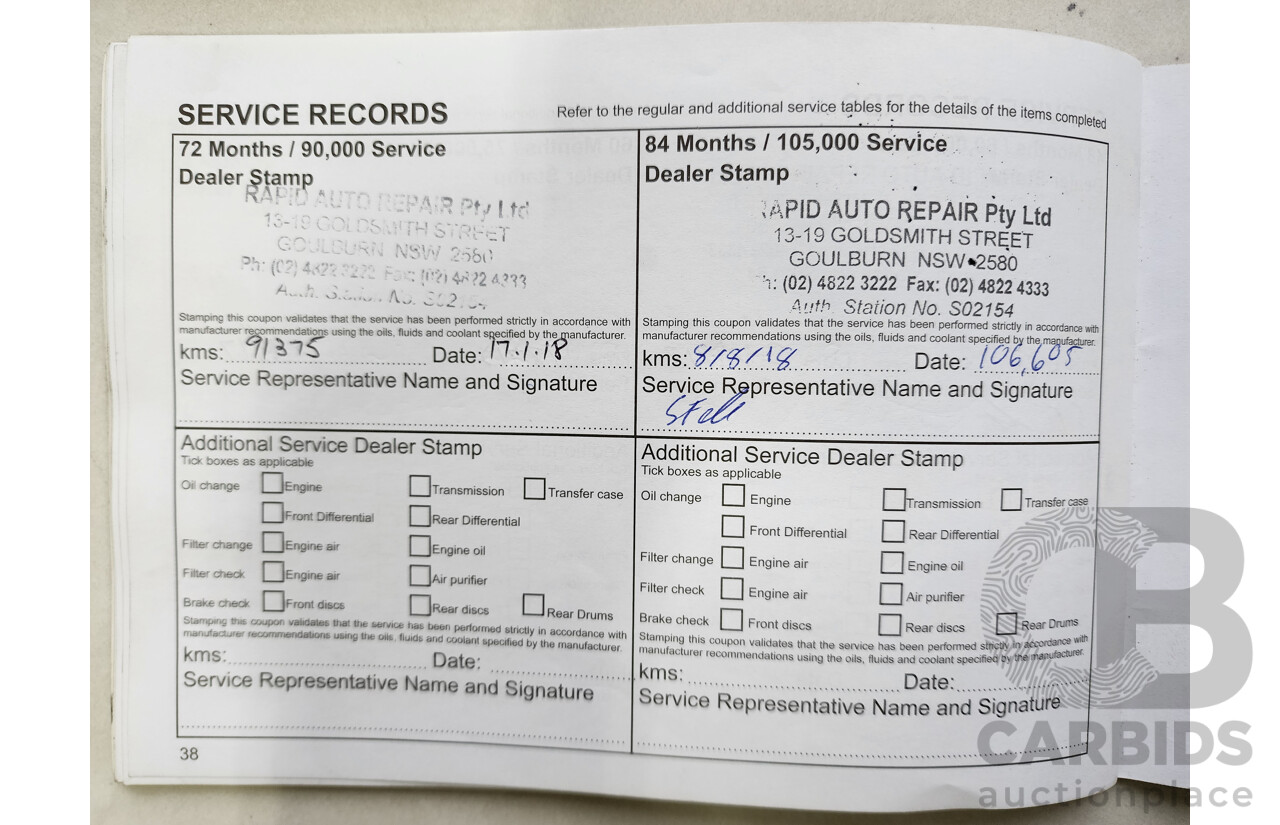 SERVICE RECORDS
Refer to the regular and additional service tables for the details of the items completed
72 Months / 90,000 Service
Dealer Stamp
RAPID AUTO REPAIR Pty Ltd
13-19 GOLDSMITH STREET
GOULBURN NSW 2580
Ph: (02) 4822 3222 Fax: (02) 4822 4333
Auth. Station No. S02154
Stamping this coupon validates that the service has been performed strictly in accordance with
manufacturer recommendations using the oils, fluids and coolant specified by the manufacturer.
kms: 91375 Date: 17.1.18
Service Representative Name and Signature
Additional Service Dealer Stamp
Tick boxes as applicable
Oil change Engine Transmission Transfer case
Front Differential Rear Differential
Filter change Engine air Engine oil
Filter check Engine air Air purifier
Brake check Front discs Rear discs Rear Drums
Stamping this coupon validates that the service has been performed strictly in accordance with
manufacturer recommendations using the oils, fluids and coolant specified by the manufacturer.
kms: Date:
Service Representative Name and Signature
38
84 Months / 105,000 Service
Dealer Stamp
RAPID AUTO REPAIR Pty Ltd
13-19 GOLDSMITH STREET
GOULBURN NSW 2580
Ph: (02) 4822 3222 Fax: (02) 4822 4333
Auth. Station No. S02154
Stamping this coupon validates that the service has been performed strictly in accordance with
manufacturer recommendations using the oils, fluids and coolant specified by the manufacturer.
kms: 8/8/18 Date: 106,605
Service Representative Name and Signature
Additional Service Dealer Stamp
Tick boxes as applicable
Oil change Engine Transmission Transfer case
Front Differential Rear Differential
Filter change Engine air Engine oil
Filter check Engine air Air purifier
Brake check Front discs Rear discs Rear Drums
Stamping this coupon validates that the service has been performed strictly in accordance with
manufacturer recommendations using the oils, fluids and coolant specified by the manufacturer.
kms: Date:
Service Representative Name and Signature
CB
CARBIDS
auctionplace